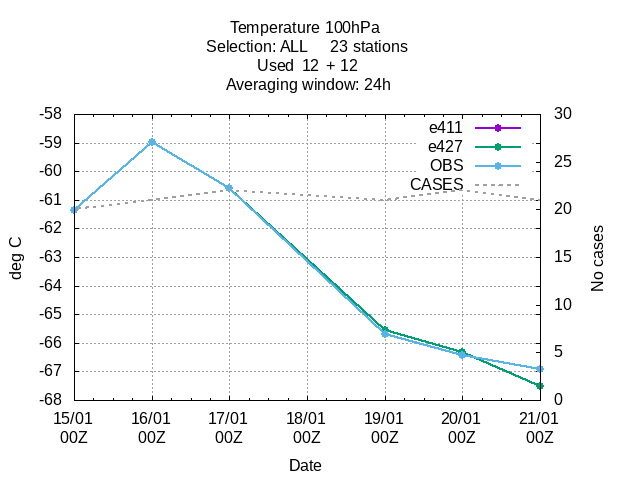 Temperature 100hPa
Selection: ALL 23 stations
Used 12 + 12
Averaging window: 24h
-58 30
-59
e411
e427
OBS
CASES
-60 25
-61 20
-62
-63 15
-64
-65 10
-66
-67 5
-68 0
deg C
No cases
15/01 16/01 17/01 18/01 19/01 20/01 21/01
00Z 00Z 00Z 00Z 00Z 00Z 00Z
Date